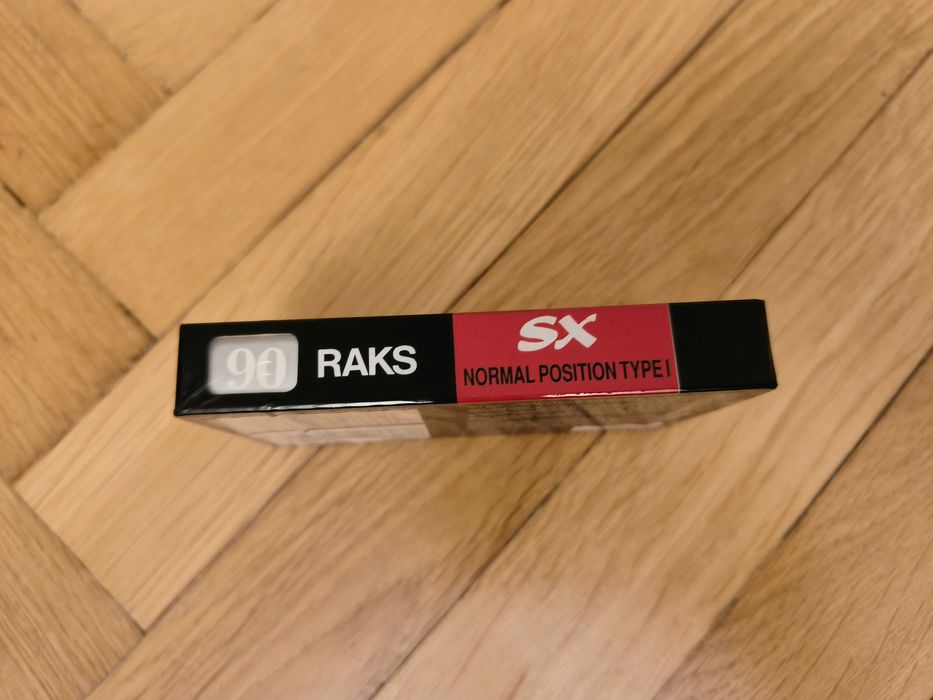 90
RAKS
SX
NORMAL POSITION TYPE I